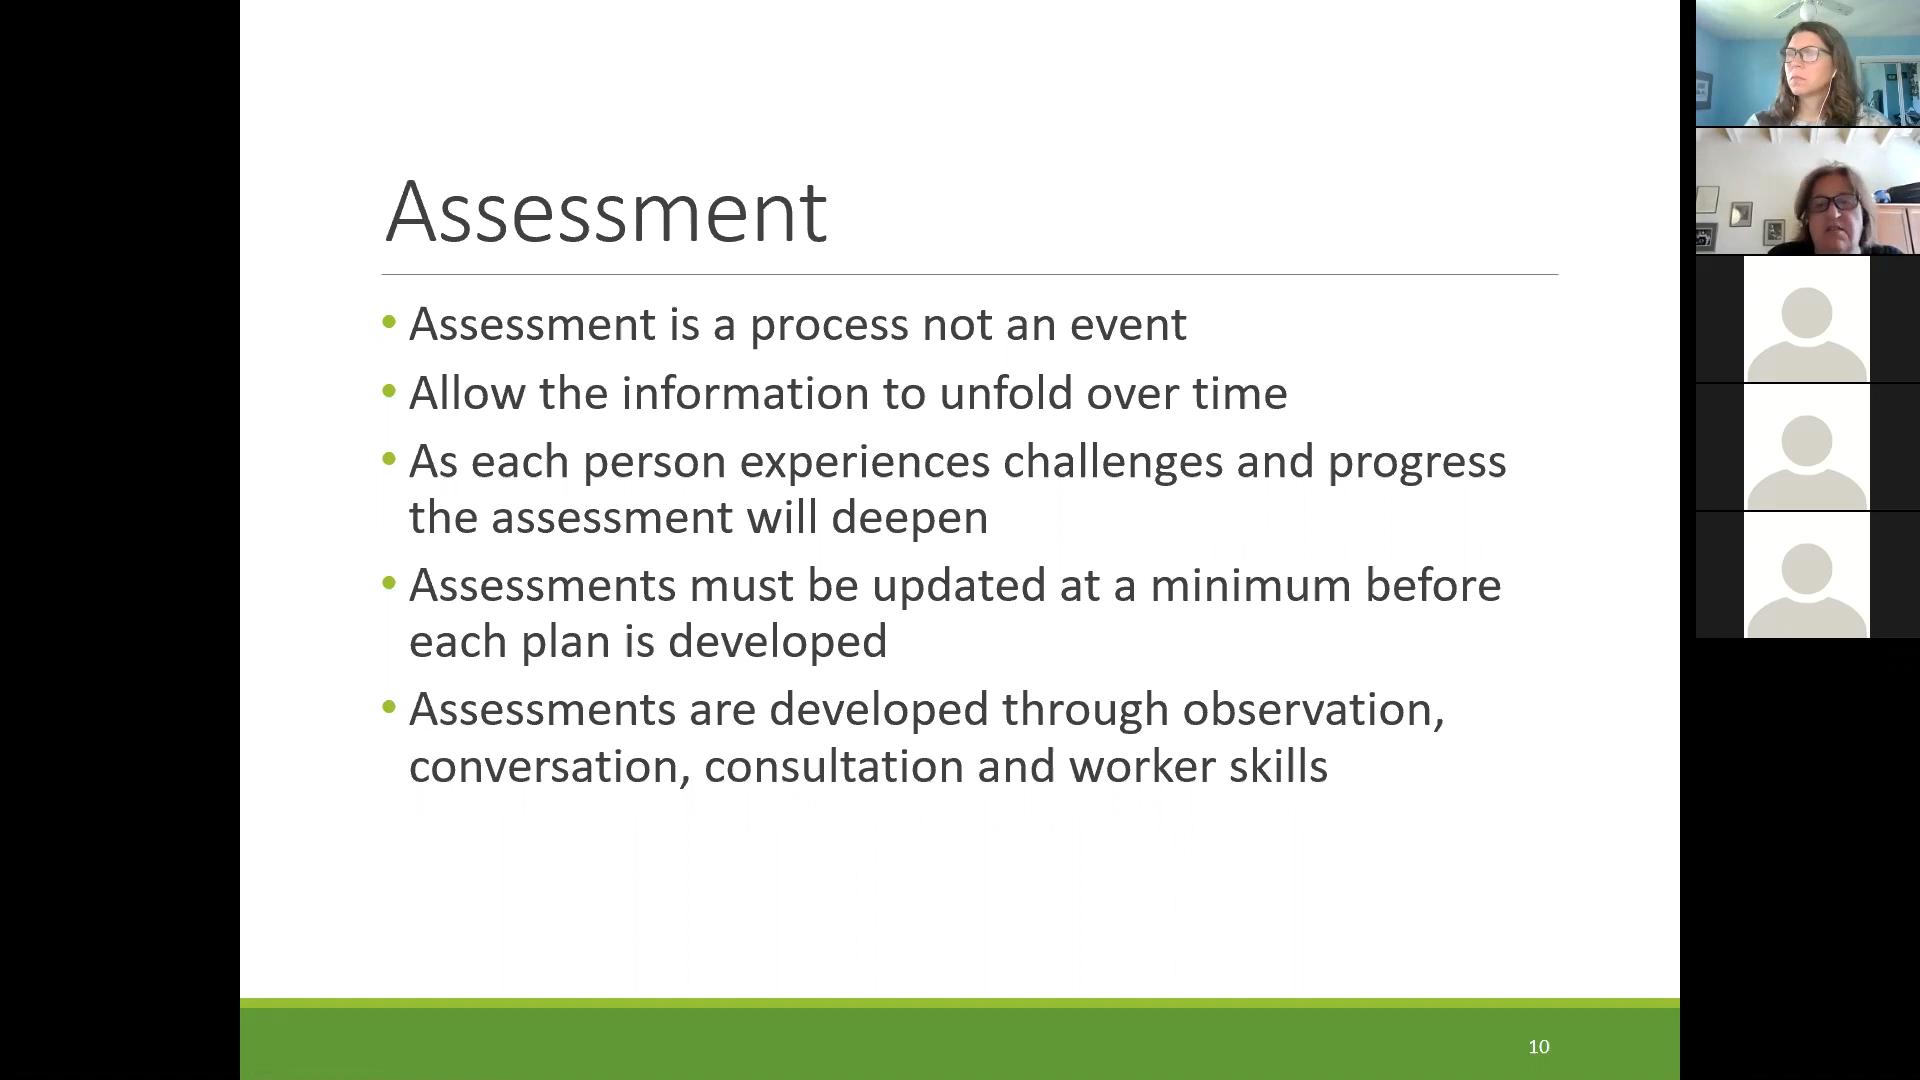 Assessment
• Assessment is a process not an event
• Allow the information to unfold over time
• As each person experiences challenges and progress
the assessment will deepen
• Assessments must be updated at a minimum before
each plan is developed
• Assessments are developed through observation,
conversation, consultation and worker skills
10